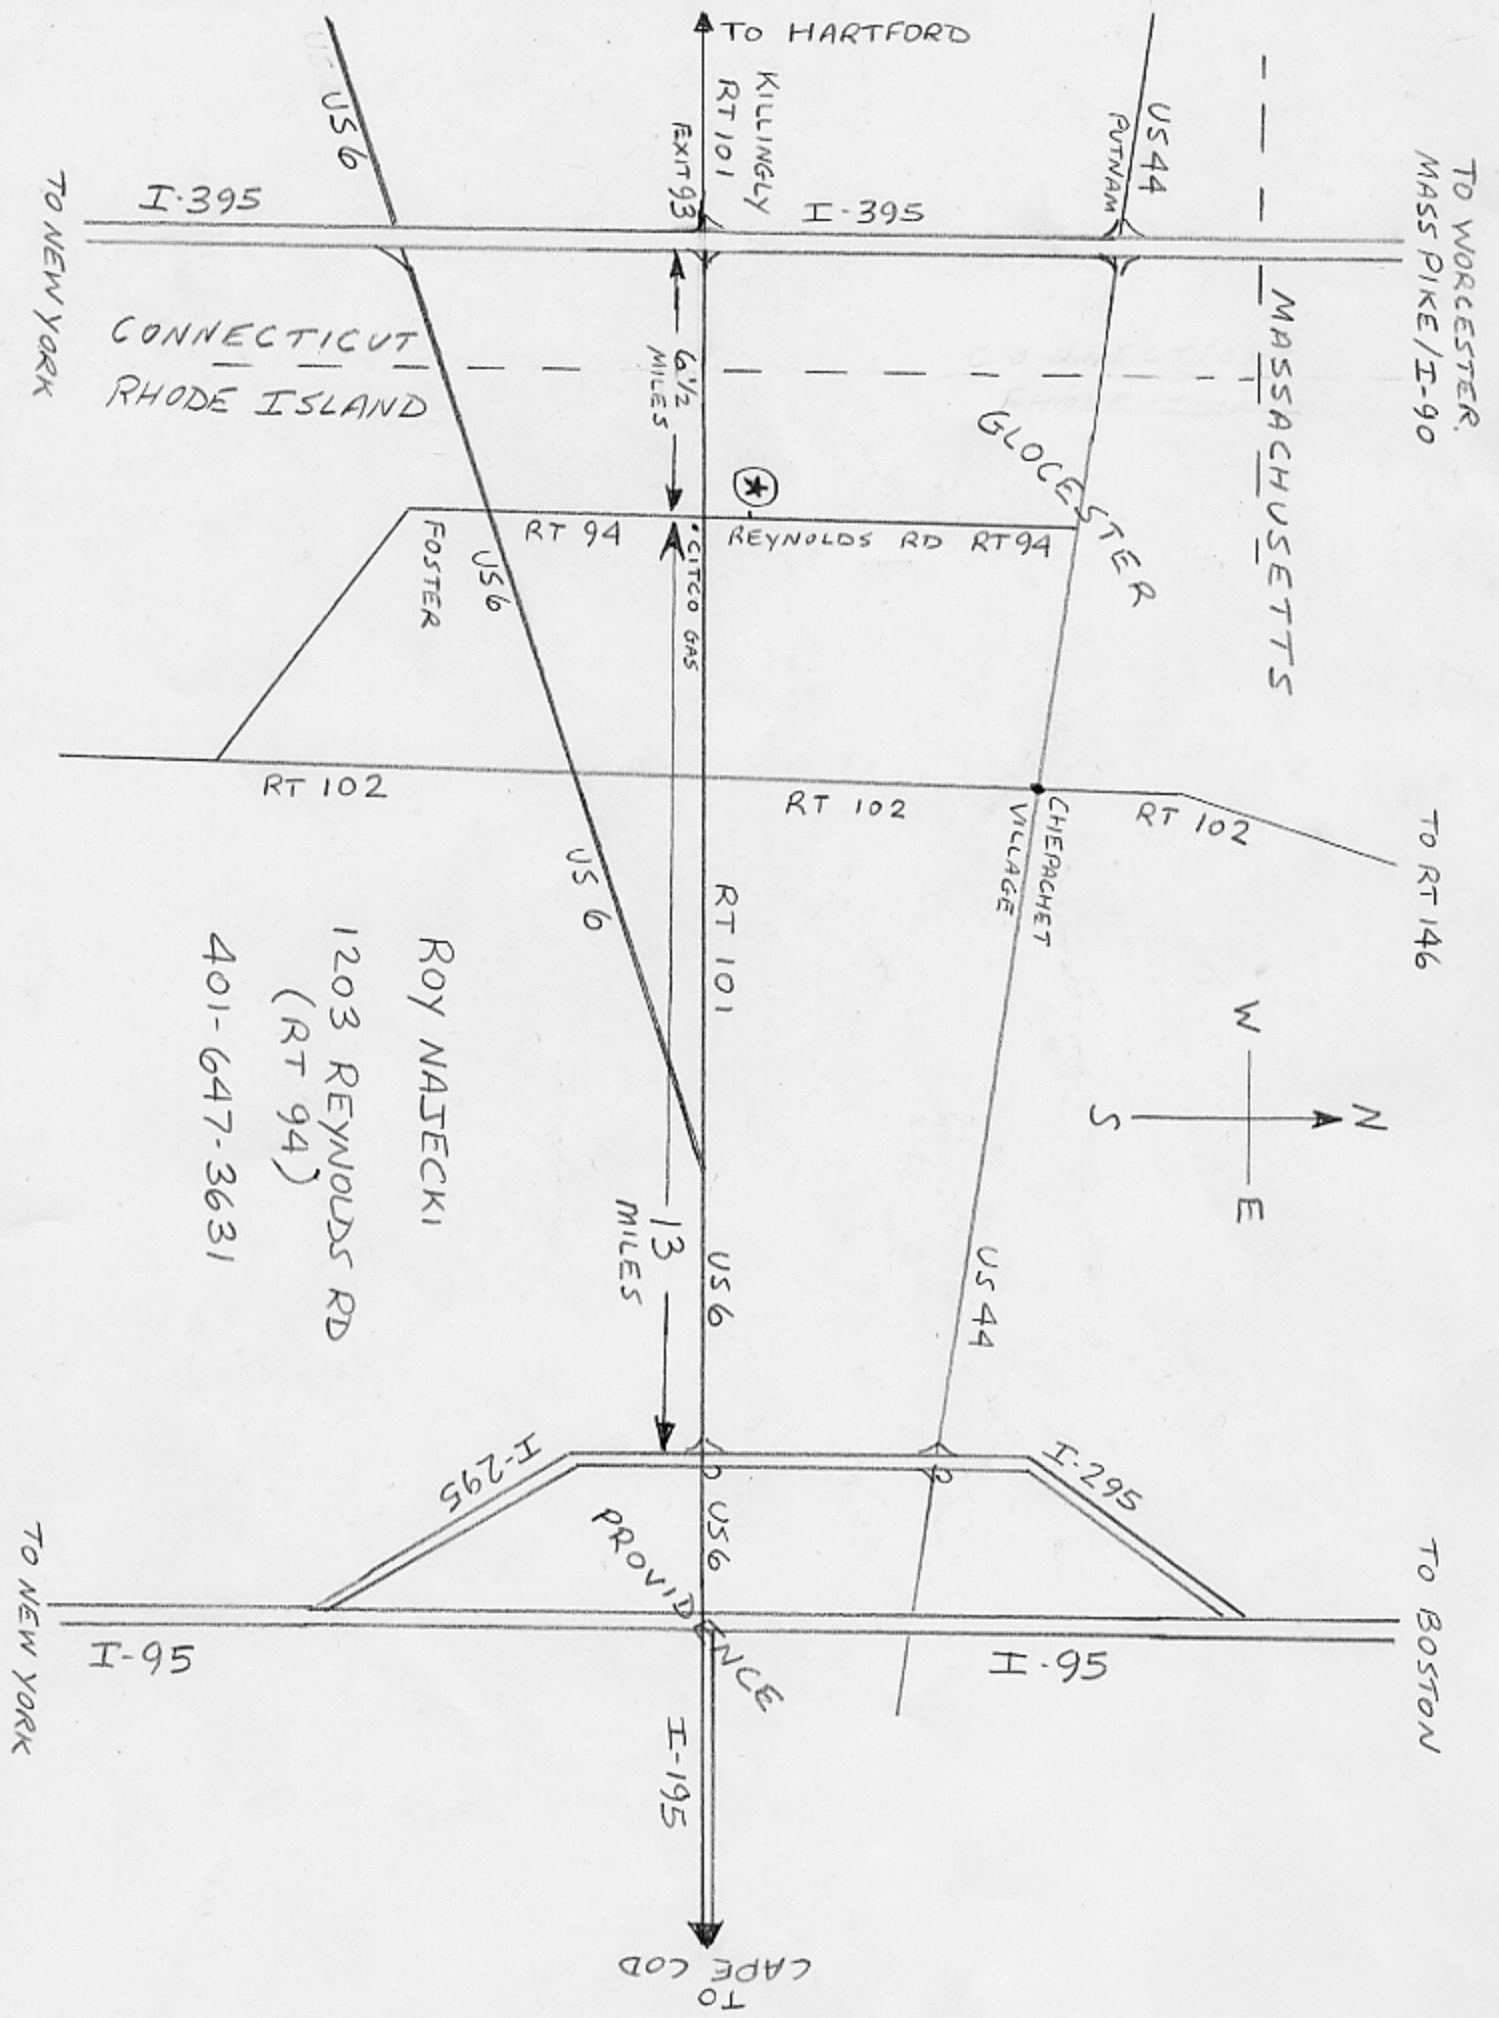 TO WORCESTER.
MASS PIKE/I-90
TO RT 146
TO BOSTON
MASSACHUSETTS
US 44
PUTNAM
GLOCESTER
CHEPACHET
VILLAGE
RT 102
N
W
E
S
US 44
I-295
I-95
TO HARTFORD
KILLINGLY
RT 101
EXIT 93
I-395
6 1/2
MILES
REYNOLDS RD RT 94
CITCO GAS
RT 94
RT 102
RT 101
13
MILES
US 6
US 6
PROVIDENCE
I-195
TO
CAPE COD
US 6
I-395
CONNECTICUT
RHODE ISLAND
FOSTER
US 6
RT 102
US 6
I-295
I-95
ROY NAJECKI
1203 REYNOLDS RD
(RT 94)
401-647-3631
TO NEW YORK
TO NEW YORK